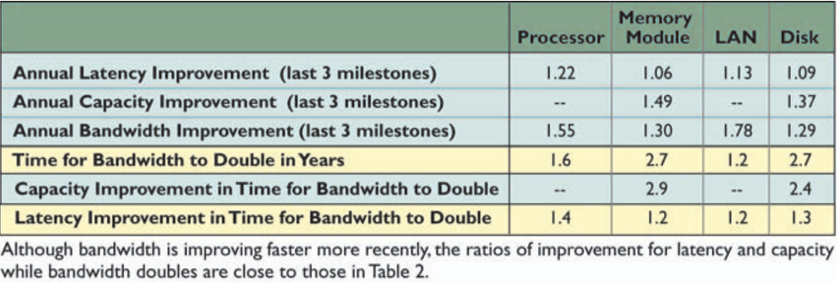 Processor Memory Module LAN Disk
Annual Latency Improvement (last 3 milestones) 1.22 1.06 1.13 1.09
Annual Capacity Improvement (last 3 milestones) -- 1.49 -- 1.37
Annual Bandwidth Improvement (last 3 milestones) 1.55 1.30 1.78 1.29
Time for Bandwidth to Double in Years 1.6 2.7 1.2 2.7
Capacity Improvement in Time for Bandwidth to Double -- 2.9 -- 2.4
Latency Improvement in Time for Bandwidth to Double 1.4 1.2 1.2 1.3
Although bandwidth is improving faster more recently, the ratios of improvement for latency and capacity
while bandwidth doubles are close to those in Table 2.